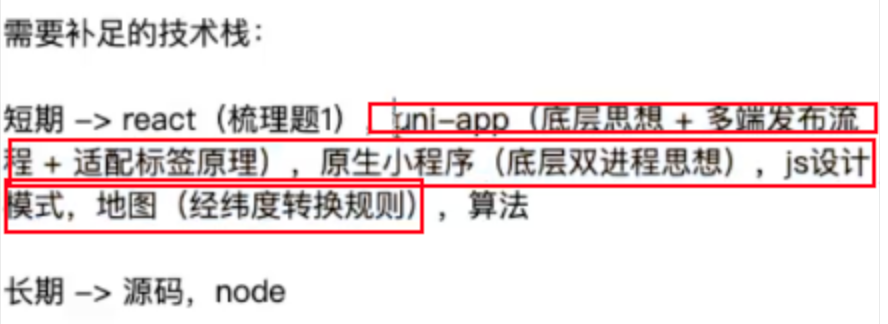 需要补足的技术栈：
短期 -> react（梳理题1），uni-app（底层思想 + 多端发布流
程 + 适配标签原理），原生小程序（底层双进程思想），js设计
模式，地图（经纬度转换规则），算法
长期 -> 源码，node